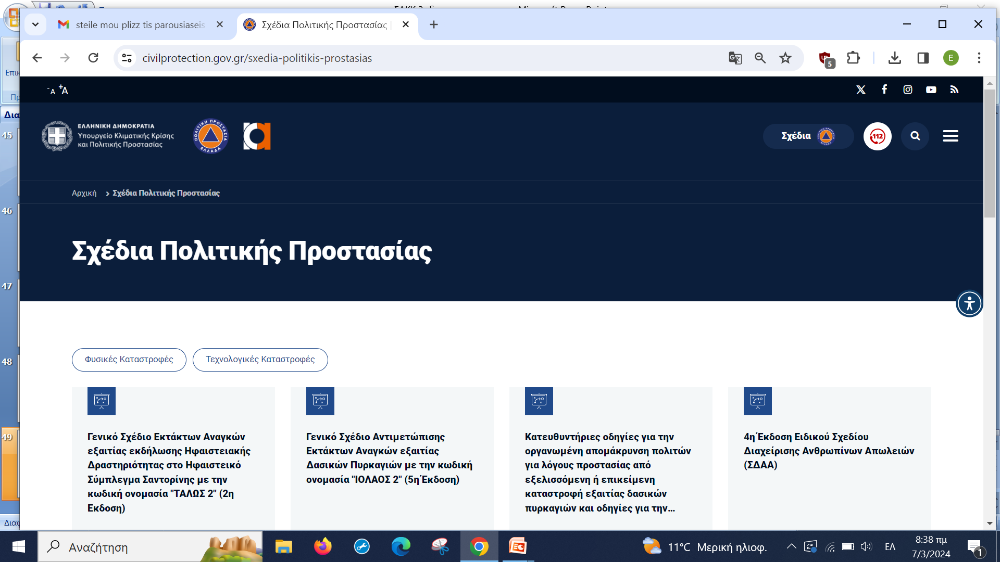 steile mou plizz tis parousiaseis
Σχέδια Πολιτικής Προστασίας |
civilprotection.gov.gr/sxedia-politikis-prostasias
5
E
Επικ
Πρ
Δια
45
46
47
48
49
-A +A
ΕΛΛΗΝΙΚΗ ΔΗΜΟΚΡΑΤΙΑ
Υπουργείο Κλιματικής Κρίσης
και Πολιτικής Προστασίας
ΠΟΛΙΤΙΚΗ ΠΡΟΣΤΑΣΙΑ
ΕΛΛΑΔΑ
Σχέδια
112
Αρχική > Σχέδια Πολιτικής Προστασίας
Σχέδια Πολιτικής Προστασίας
Φυσικές Καταστροφές
Τεχνολογικές Καταστροφές
Γενικό Σχέδιο Εκτάκτων Αναγκών
εξαιτίας εκδήλωσης Ηφαιστειακής
Δραστηριότητας στο Ηφαιστεικό
Σύμπλεγμα Σαντορίνης με την
κωδική ονομασία "ΤΑΛΩΣ 2" (2η
Εκδοση)
Γενικό Σχέδιο Αντιμετώπισης
Εκτάκτων Αναγκών εξαιτίας
Δασικών Πυρκαγιών με την κωδική
ονομασία "ΙΟΛΑΟΣ 2" (5η Έκδοση)
Κατευθυντήριες οδηγίες για την
οργανωμένη απομάκρυνση πολιτών
για λόγους προστασίας από
εξελισσόμενη ή επικείμενη
καταστροφή εξαιτίας δασικών
πυρκαγιών και οδηγίες για την...
4η Έκδοση Ειδικού Σχεδίου
Διαχείρισης Ανθρωπίνων Απωλειών
(ΣΔΑΑ)
Διαφ
Αναζήτηση
11°C Μερική ηλιοφ.
ΕΛ
8:38 πμ
7/3/2024
1